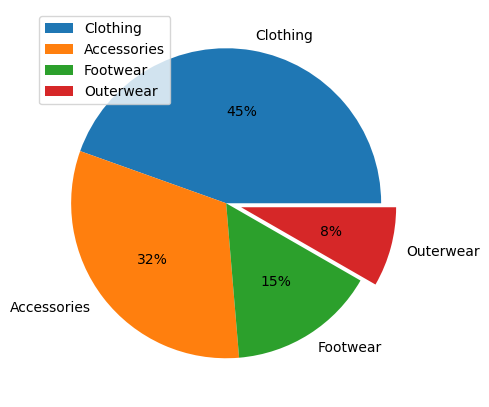 Clothing
Accessories
Footwear
Outerwear
Clothing
45%
8%
Outerwear
32%
15%
Accessories
Footwear